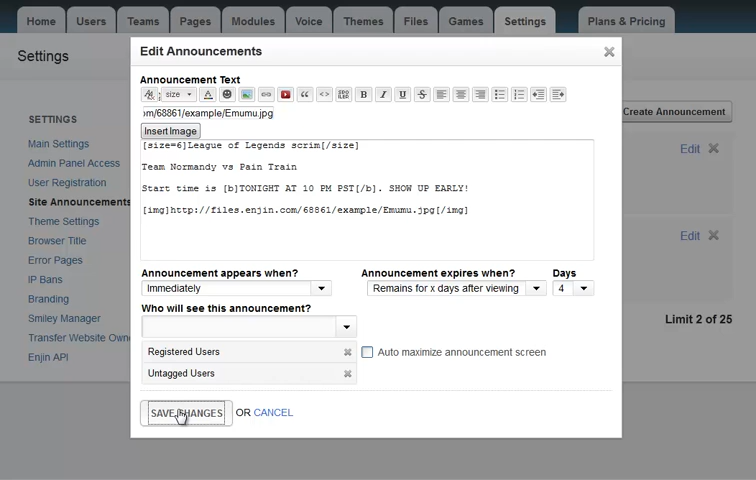 Home Users Teams Pages Modules Voice Themes Files Games Settings Plans & Pricing
Settings
Edit Announcements
Announcement Text
size
om/68861/example/Emumu.jpg
Insert Image
[size=6]League of Legends scrim[/size]
Team Normandy vs Pain Train
Start time is [b]TONIGHT AT 10 PM PST[/b]. SHOW UP EARLY!
[img]http://files.enjin.com/68861/example/Emumu.jpg[/img]
Announcement appears when? Announcement expires when? Days
Immediately Remains for x days after viewing 4
Who will see this announcement?
Registered Users
Auto maximize announcement screen
Untagged Users
SAVE CHANGES OR CANCEL
SETTINGS
Main Settings
Admin Panel Access
User Registration
Site Announcements
Theme Settings
Browser Title
Error Pages
IP Bans
Branding
Smiley Manager
Transfer Website Own
Enjin API
Create Announcement
Edit
Edit
Limit 2 of 25